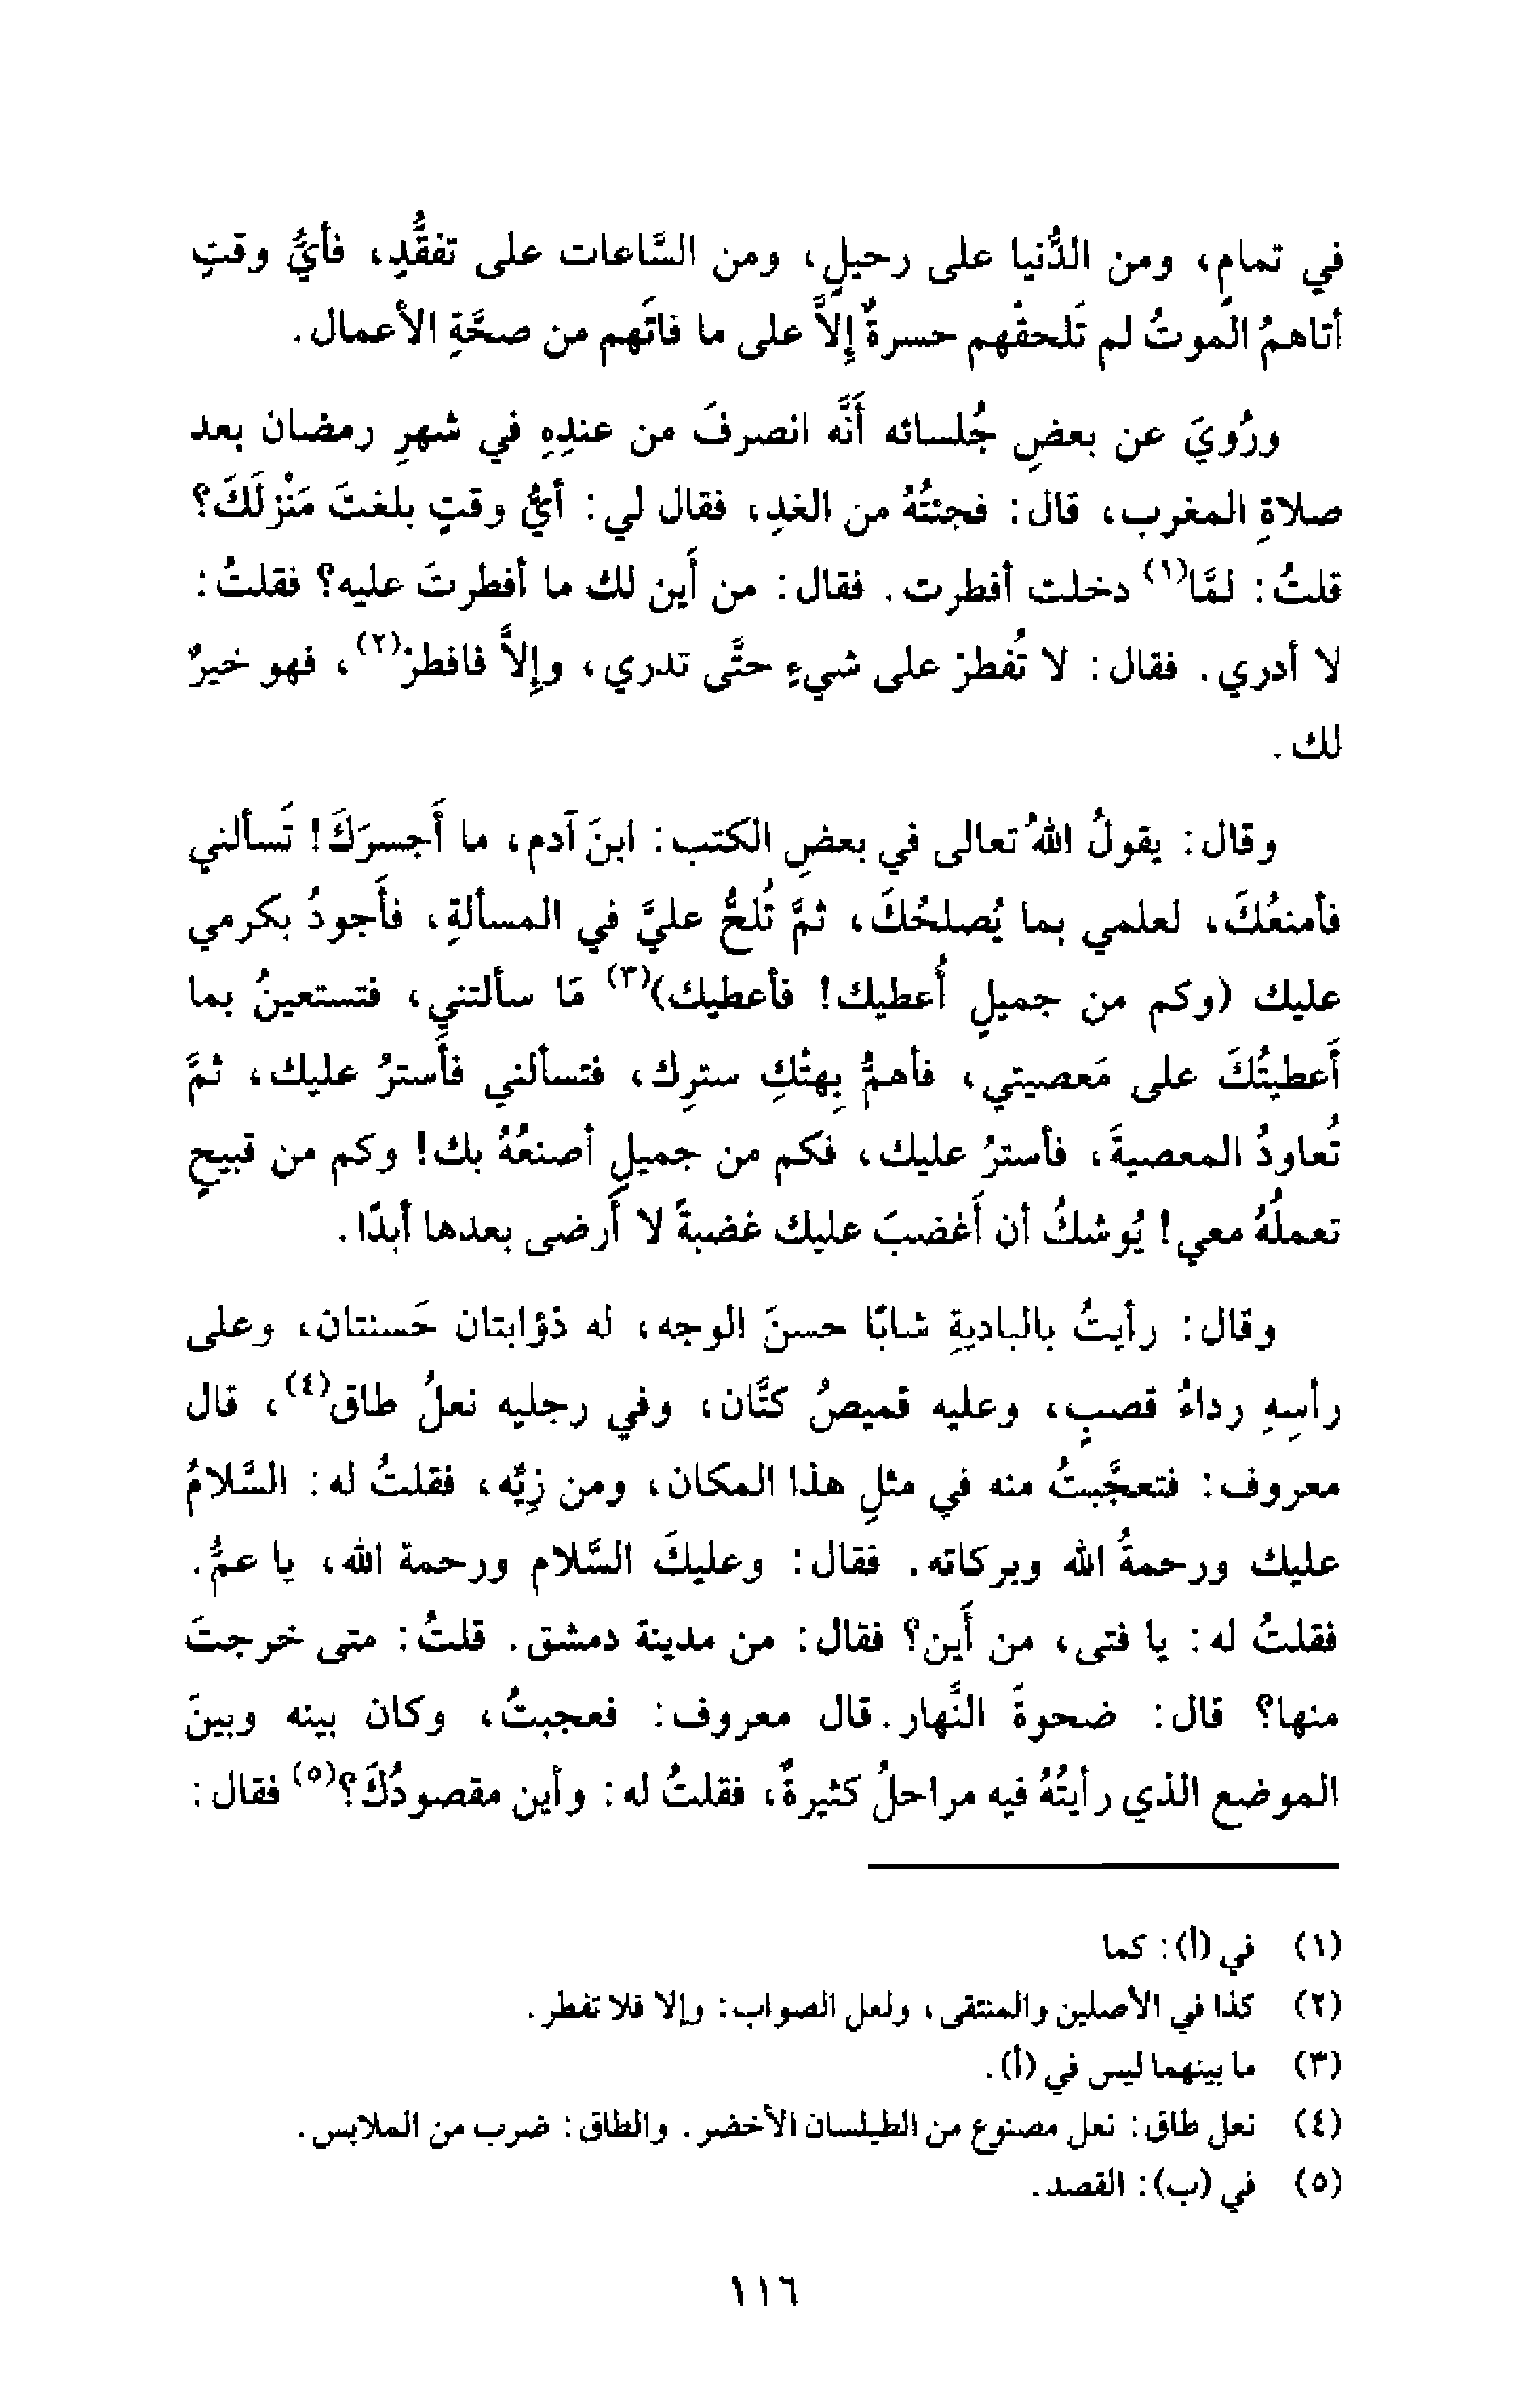 في تمامٍ، ومن الدُّنيا على رحيلٍ، ومن السَّاعات على تفقُّدٍ، فأيُّ وقتٍ
أتاهمُ الموتُ لم تَلحقْهم حسرةٌ إلاَّ على ما فاتَهم من صحَّةِ الأعمال.
ورُوِيَ عن بعضِ جُلسائه أَنَّه انصرفَ من عندِهِ في شهرِ رمضان بعد
صلاةِ المغرب، قال: فجئتُهُ من الغدِ، فقال لي: أيُّ وقتٍ بلغتَ مَنْزلَكَ؟
قلتُ: لمَّا(١) دخلت أفطرت. فقال: من أَين لك ما أفطرتَ عليه؟ فقلتُ:
لا أدري. فقال: لا تُفطرْ على شيءٍ حتَّى تدري، وإلاَّ فافطرْ(٢)، فهو خيرٌ
لك.
وقال: يقولُ اللهُ تعالى في بعضِ الكتب: ابنَ آدم، ما أَجسرَكَ! تَسألني
فأمنعُكَ، لعلمي بما يُصلحُكَ، ثمَّ تُلحُّ عليَّ في المسألةِ، فأَجودُ بكرمي
عليك (وكم من جميلٍ أُعطيك! فأعطيك)(٣) مَا سألتني، فتستعينُ بما
أَعطيتُكَ على مَعصيتي، فأهمُّ بِهتْكِ سترِك، فتسألني فأَسترُ عليك، ثمَّ
تُعاودُ المعصيةَ، فأسترُ عليك، فكم من جميلٍ أصنعُهُ بك! وكم من قبيحٍ
تعملُهُ معي! يُوشكُ أن أَغضبَ عليك غضبةً لا أَرضى بعدها أبدًا.
وقال: رأيتُ بالباديةِ شابًا حسنَ الوجه، له ذؤابتان حَسنتان، وعلى
رأسِهِ رداءُ قصبٍ، وعليه قميصُ كتَّان، وفي رجليه نعلُ طاق(٤)، قال
معروف: فتعجَّبتُ منه في مثلِ هذا المكان، ومن زِيِّه، فقلتُ له: السَّلامُ
عليك ورحمةُ الله وبركاته. فقال: وعليكَ السَّلام ورحمة الله، يا عمُّ.
فقلتُ له: يا فتى، من أَين؟ فقال: من مدينة دمشق. قلتُ: متى خرجتَ
منها؟ قال: ضحوةَ النَّهار. قال معروف: فعجبتُ، وكان بينه وبينَ
الموضع الذي رأيتُهُ فيه مراحلُ كثيرةٌ، فقلتُ له: وأين مقصودُكَ؟(٥) فقال:
(١) في (أ): كما
(٢) كذا في الأصلين والمنتقى، ولعل الصواب: وإلا فلا تفطر.
(٣) ما بينهما ليس في (أ).
(٤) نعل طاق: نعل مصنوع من الطيلسان الأخضر. والطاق: ضرب من الملابس.
(٥) في (ب): القصد.
١١٦